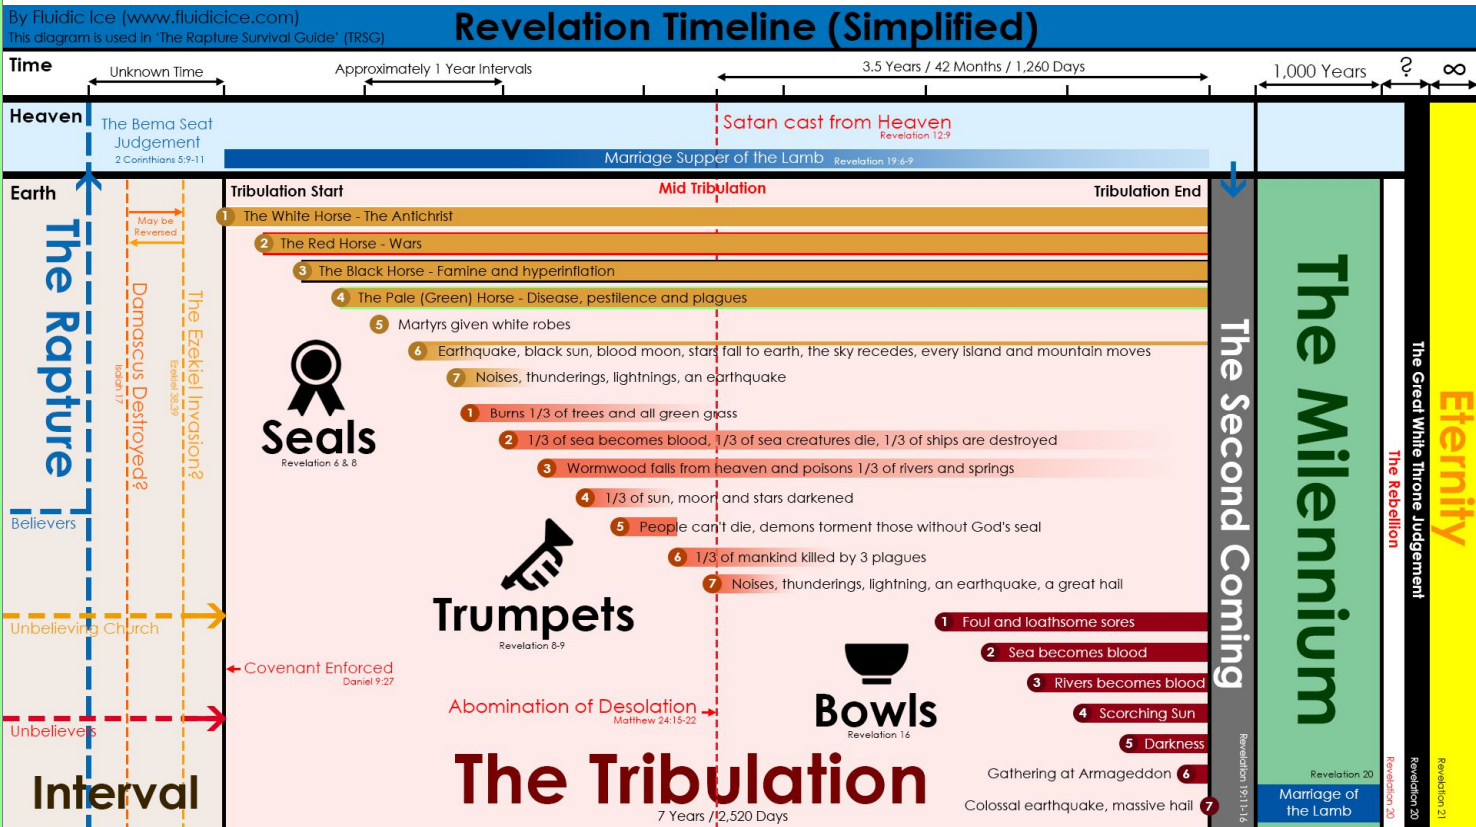 By Fluidic Ice (www.fluidicice.com)
This diagram is used in 'The Rapture Survival Guide' (TRSG)
Revelation Timeline (Simplified)
Time
Unknown Time
Approximately 1 Year Intervals
3.5 Years / 42 Months / 1,260 Days
1,000 Years
?
∞
Heaven
The Bema Seat
Judgement
2 Corinthians 5:9-11
Satan cast from Heaven
Revelation 12:9
Marriage Supper of the Lamb Revelation 19:6-9
Earth
Tribulation Start
Mid Tribulation
Tribulation End
May be
Reversed
The Rapture
Damascus Destroyed?
Isaiah 17
The Ezekiel Invasion?
Ezekiel 38,39
1 The White Horse - The Antichrist
2 The Red Horse - Wars
3 The Black Horse - Famine and hyperinflation
4 The Pale (Green) Horse - Disease, pestilence and plagues
5 Martyrs given white robes
6 Earthquake, black sun, blood moon, stars fall to earth, the sky recedes, every island and mountain moves
7 Noises, thunderings, lightnings, an earthquake
Seals
Revelation 6 & 8
1 Burns 1/3 of trees and all green grass
2 1/3 of sea becomes blood, 1/3 of sea creatures die, 1/3 of ships are destroyed
3 Wormwood falls from heaven and poisons 1/3 of rivers and springs
4 1/3 of sun, moon and stars darkened
5 People can't die, demons torment those without God's seal
6 1/3 of mankind killed by 3 plagues
7 Noises, thunderings, lightning, an earthquake, a great hail
Trumpets
Revelation 8-9
1 Foul and loathsome sores
2 Sea becomes blood
3 Rivers becomes blood
4 Scorching Sun
5 Darkness
Gathering at Armageddon 6
Colossal earthquake, massive hail 7
Bowls
Revelation 16
Believers
Unbelieving Church
Unbelievers
Interval
Covenant Enforced
Daniel 9:27
Abomination of Desolation
Matthew 24:15-22
The Tribulation
7 Years / 2,520 Days
The Second Coming
Revelation 19:11-16
The Milennium
Revelation 20
Marriage of
the Lamb
The Rebellion
Revelation 20
The Great White Throne Judgement
Revelation 20
Eternity
Revelation 21